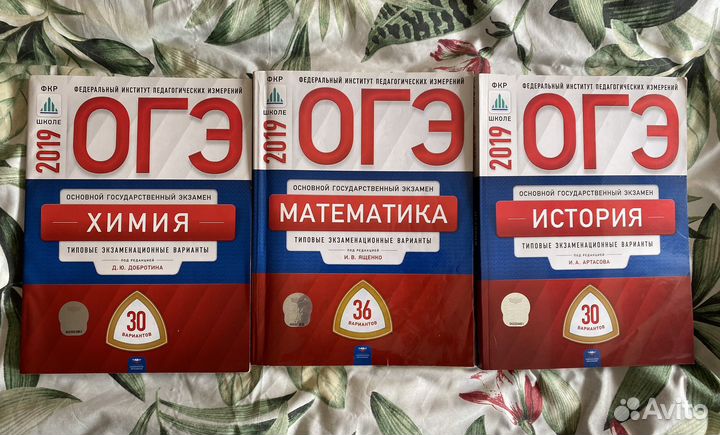 ФКР
ШКОЛЕ
2019
ФЕДЕРАЛЬНЫЙ ИНСТИТУТ ПЕДАГОГИЧЕСКИХ ИЗМЕРЕНИЙ
ОГЭ
ОСНОВНОЙ ГОСУДАРСТВЕННЫЙ ЭКЗАМЕН
ХИМИЯ
ТИПОВЫЕ ЭКЗАМЕНАЦИОННЫЕ ВАРИАНТЫ
ПОД РЕДАКЦИЕЙ
Д. Ю. ДОБРОТИНА
30
ВАРИАНТОВ
ФКР
ШКОЛЕ
2019
ФЕДЕРАЛЬНЫЙ ИНСТИТУТ ПЕДАГОГИЧЕСКИХ ИЗМЕРЕНИЙ
ОГЭ
ОСНОВНОЙ ГОСУДАРСТВЕННЫЙ ЭКЗАМЕН
МАТЕМАТИКА
ТИПОВЫЕ ЭКЗАМЕНАЦИОННЫЕ ВАРИАНТЫ
ПОД РЕДАКЦИЕЙ
И. В. ЯЩЕНКО
36
ВАРИАНТОВ
ФКР
ШКОЛЕ
2019
ФЕДЕРАЛЬНЫЙ ИНСТИТУТ ПЕДАГОГИЧЕСКИХ ИЗМЕРЕНИЙ
ОГЭ
ОСНОВНОЙ ГОСУДАРСТВЕННЫЙ ЭКЗАМЕН
ИСТОРИЯ
ТИПОВЫЕ ЭКЗАМЕНАЦИОННЫЕ ВАРИАНТЫ
ПОД РЕДАКЦИЕЙ
И. А. АРТАСОВА
30
ВАРИАНТОВ
Avito